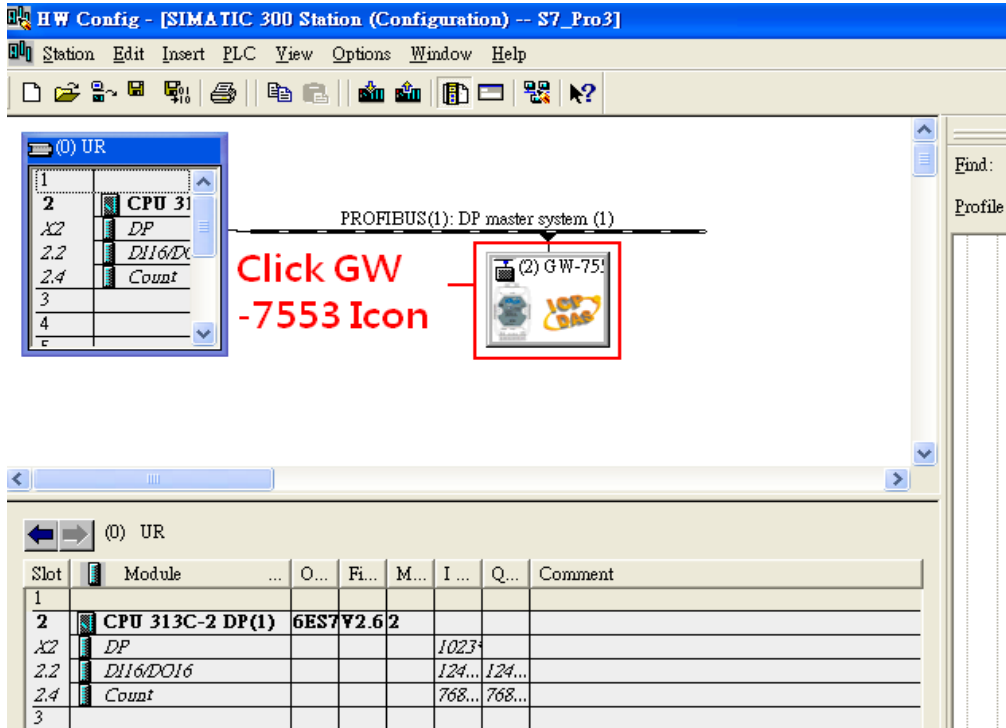 HW Config - [SIMATIC 300 Station (Configuration) -- S7_Pro3]
Station Edit Insert PLC View Options Window Help
(0) UR
1
2 CPU 31
X2 DP
2.2 DI16/DO
2.4 Count
3
4
PROFIBUS(1): DP master system (1)
(2) GW-755
ICP
DAS
Click GW
-7553 Icon
Find:
Profile
(0) UR
Slot Module ... O... Fi... M... I ... Q... Comment
1
2 CPU 313C-2 DP(1) 6ES7 V2.6 2
X2 DP 1023*
2.2 DI16/DO16 124... 124...
2.4 Count 768... 768...
3